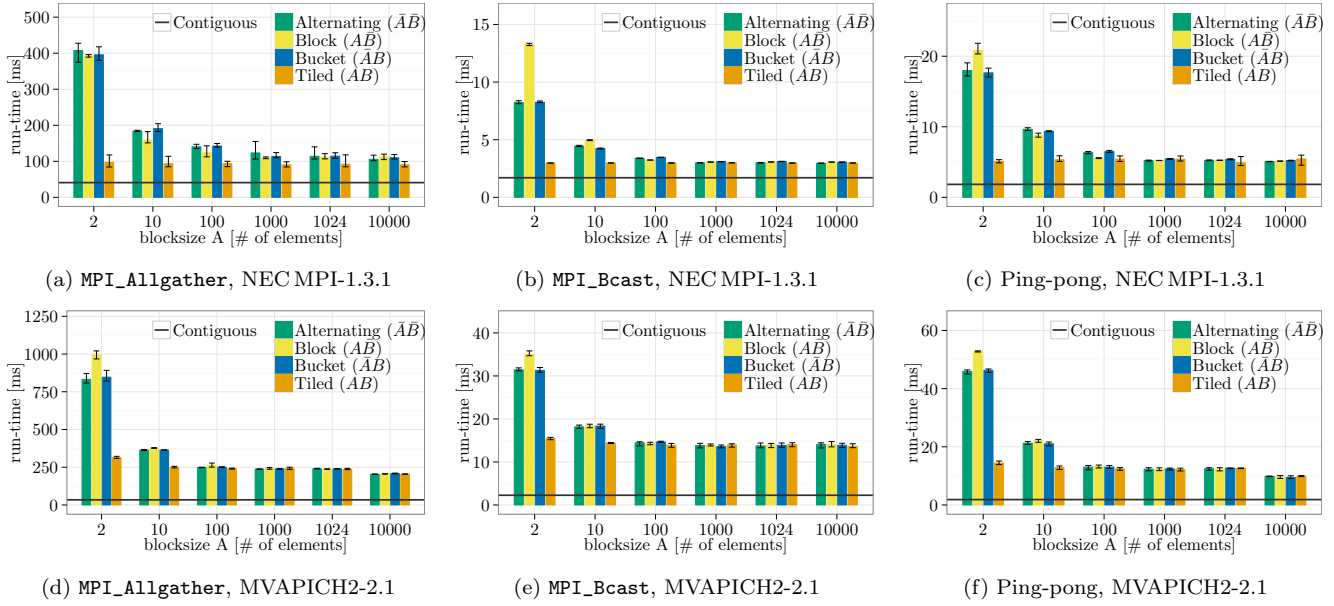 500
400
300
200
100
0
run-time [ms]
Contiguous
Alternating (ĀB̄)
Block (AB̄)
Bucket (ĀB)
Tiled (AB)
2 10 100 1000 1024 10000
blocksize A [# of elements]
(a) MPI_Allgather, NEC MPI-1.3.1
15
10
5
0
run-time [ms]
Contiguous
Alternating (ĀB̄)
Block (AB̄)
Bucket (ĀB)
Tiled (AB)
2 10 100 1000 1024 10000
blocksize A [# of elements]
(b) MPI_Bcast, NEC MPI-1.3.1
20
10
0
run-time [ms]
Contiguous
Alternating (ĀB̄)
Block (AB̄)
Bucket (ĀB)
Tiled (AB)
2 10 100 1000 1024 10000
blocksize A [# of elements]
(c) Ping-pong, NEC MPI-1.3.1
1250
1000
750
500
250
0
run-time [ms]
Contiguous
Alternating (ĀB̄)
Block (AB̄)
Bucket (ĀB)
Tiled (AB)
2 10 100 1000 1024 10000
blocksize A [# of elements]
(d) MPI_Allgather, MVAPICH2-2.1
40
30
20
10
0
run-time [ms]
Contiguous
Alternating (ĀB̄)
Block (AB̄)
Bucket (ĀB)
Tiled (AB)
2 10 100 1000 1024 10000
blocksize A [# of elements]
(e) MPI_Bcast, MVAPICH2-2.1
60
40
20
0
run-time [ms]
Contiguous
Alternating (ĀB̄)
Block (AB̄)
Bucket (ĀB)
Tiled (AB)
2 10 100 1000 1024 10000
blocksize A [# of elements]
(f) Ping-pong, MVAPICH2-2.1